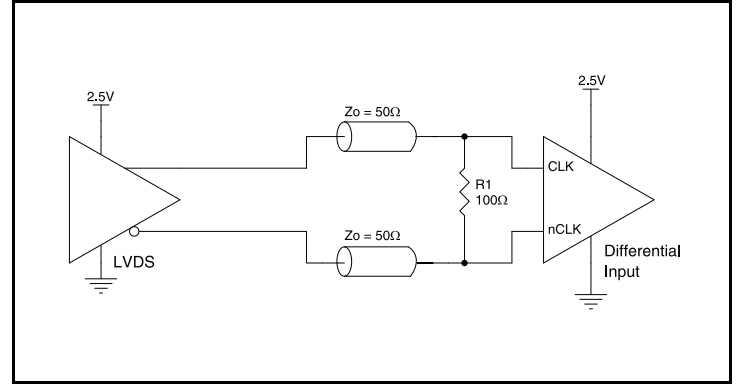 2.5V
2.5V
Zo = 50Ω
CLK
R1
100Ω
nCLK
Zo = 50Ω
LVDS
Differential
Input